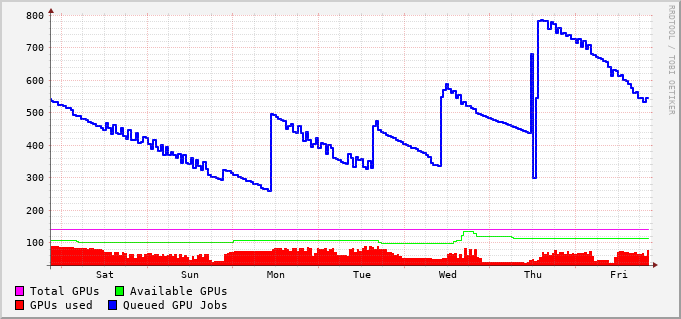 800
700
600
500
400
300
200
100
Sat Sun Mon Tue Wed Thu Fri
Total GPUs Available GPUs
GPUs used Queued GPU Jobs
RRDTOOL / TOBI OETIKER